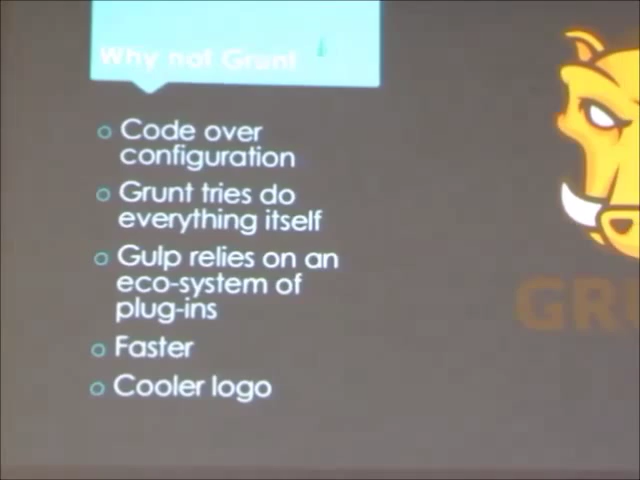 Why not Grunt
Code over
configuration
Grunt tries do
everything itself
Gulp relies on an
eco-system of
plug-ins
Faster
Cooler logo
GRU